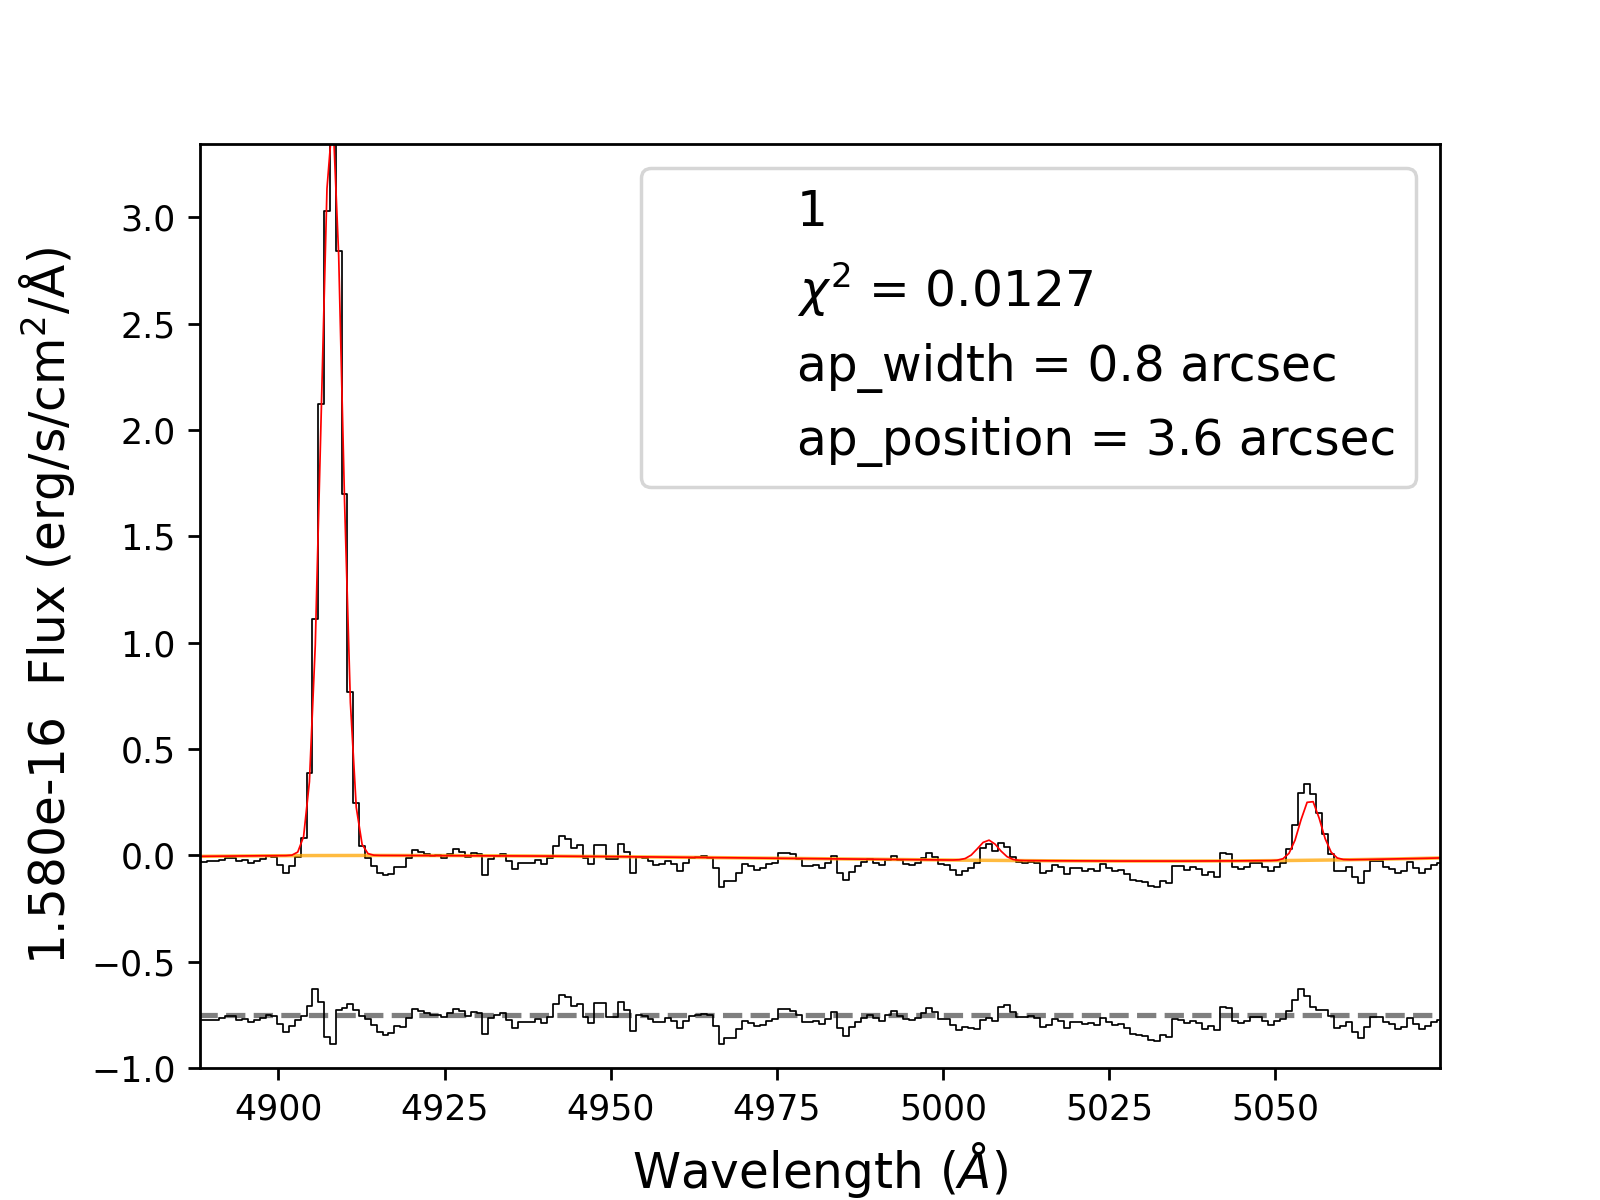 1
χ² = 0.0127
ap_width = 0.8 arcsec
ap_position = 3.6 arcsec
1.580e-16 Flux (erg/s/cm²/Å)
3.0
2.5
2.0
1.5
1.0
0.5
0.0
−0.5
−1.0
4900 4925 4950 4975 5000 5025 5050
Wavelength (Å)